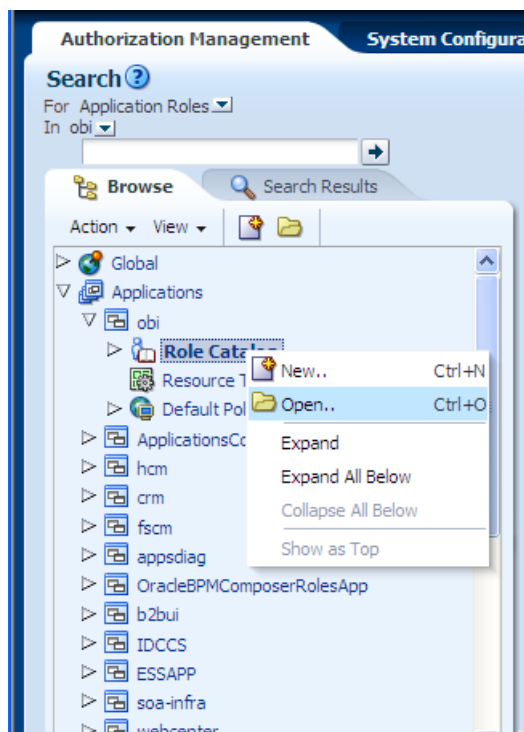 Authorization Management System Configura
Search
For Application Roles
In obi
Browse Search Results
Action View
Global
Applications
obi
Role Catalog
Resource T
Default Pol
ApplicationsCo
hcm
crm
fscm
appsdiag
OracleBPMComposerRolesApp
b2bui
IDCCS
ESSAPP
soa-infra
webcenter
New.. Ctrl+N
Open.. Ctrl+O
Expand
Expand All Below
Collapse All Below
Show as Top